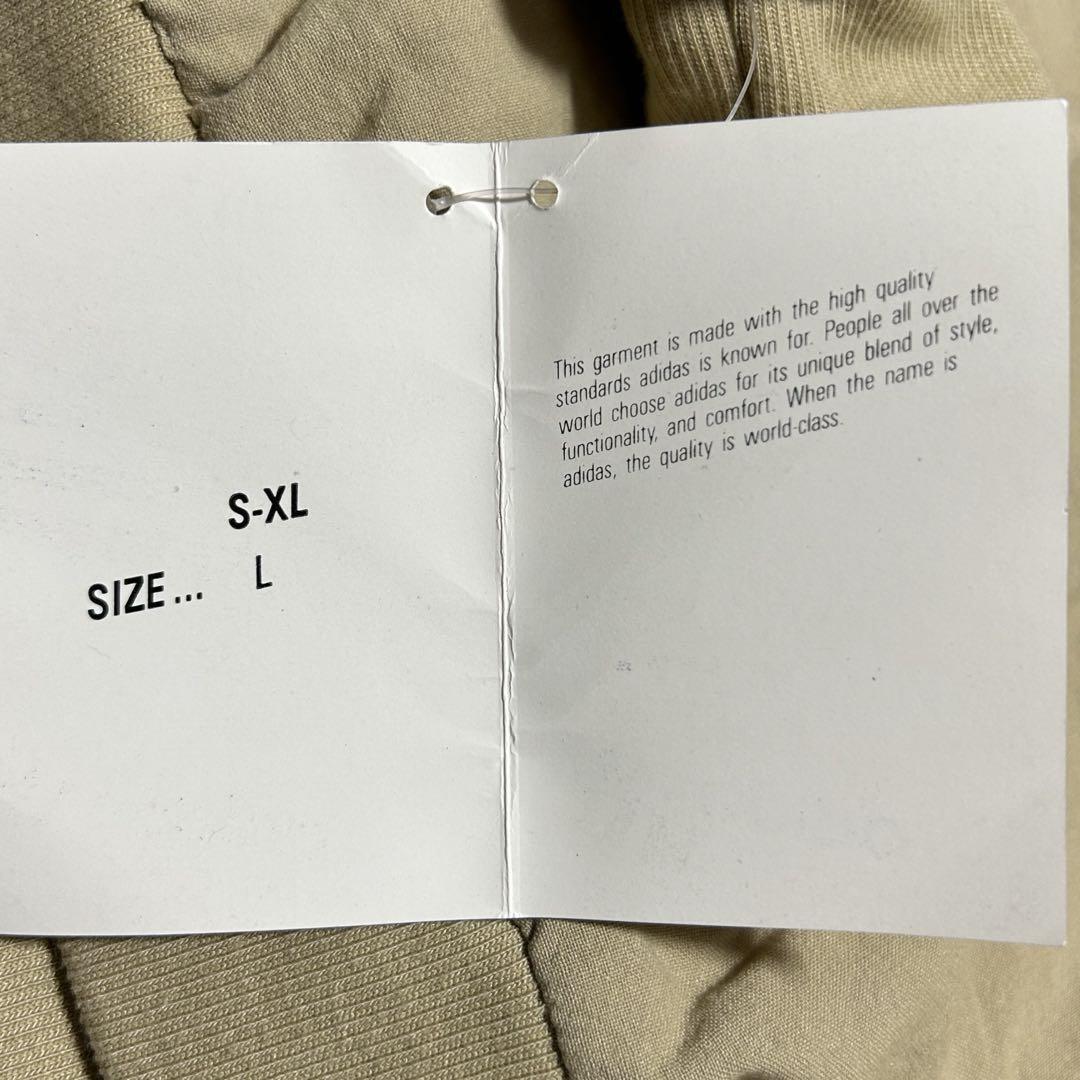 S-XL
SIZE... L
This garment is made with the high quality
standards adidas is known for. People all over the
world choose adidas for its unique blend of style,
functionality, and comfort. When the name is
adidas, the quality is world-class.